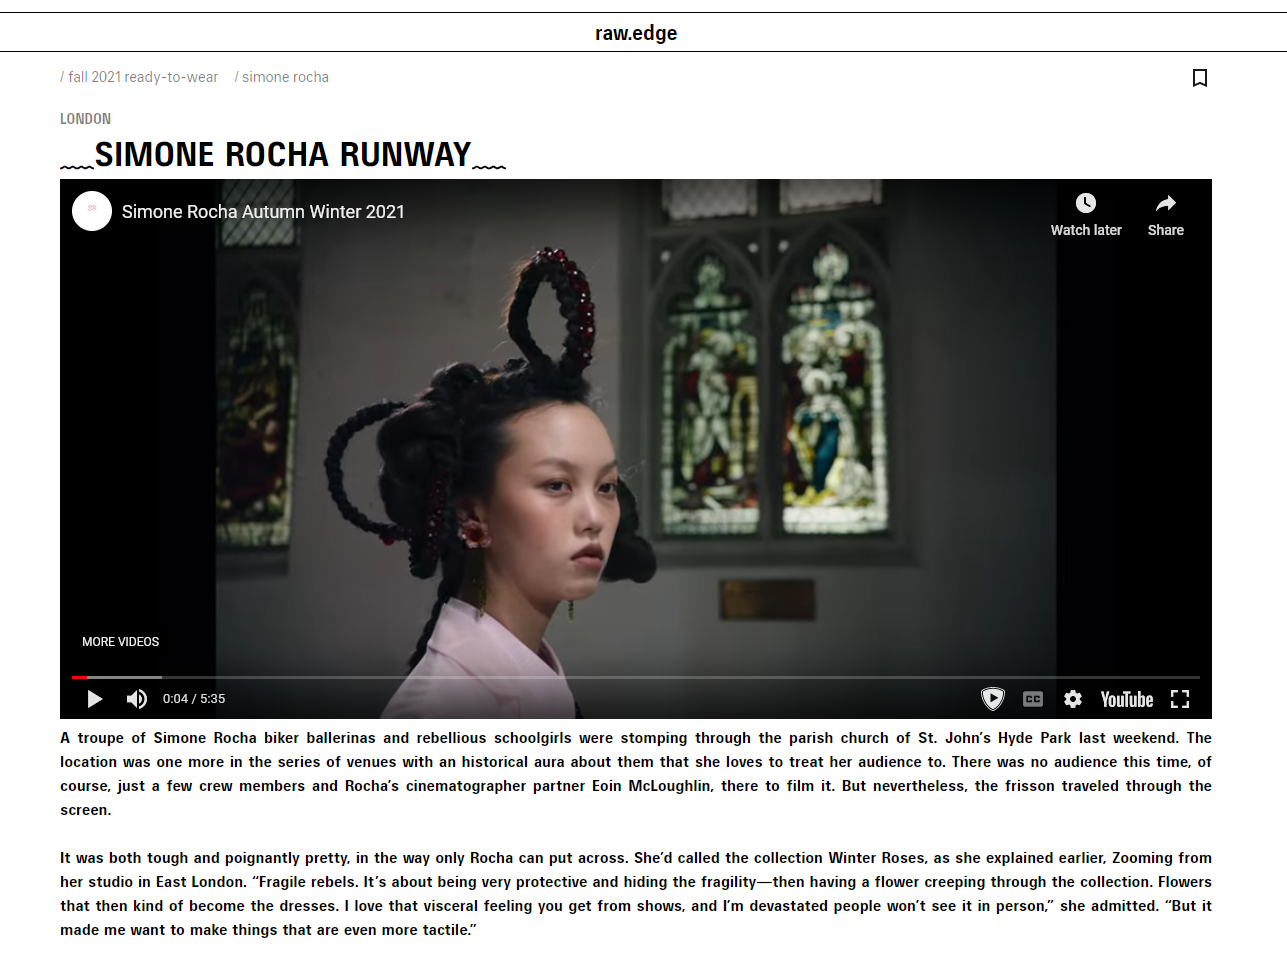 raw.edge
/ fall 2021 ready-to-wear / simone rocha
LONDON
﹏SIMONE ROCHA RUNWAY﹏
Simone Rocha Autumn Winter 2021
Watch later
Share
MORE VIDEOS
0:04 / 5:35
CC
YouTube
A troupe of Simone Rocha biker ballerinas and rebellious schoolgirls were stomping through the parish church of St. John’s Hyde Park last weekend. The
location was one more in the series of venues with an historical aura about them that she loves to treat her audience to. There was no audience this time, of
course, just a few crew members and Rocha’s cinematographer partner Eoin McLoughlin, there to film it. But nevertheless, the frisson traveled through the
screen.
It was both tough and poignantly pretty, in the way only Rocha can put across. She’d called the collection Winter Roses, as she explained earlier, Zooming from
her studio in East London. “Fragile rebels. It’s about being very protective and hiding the fragility—then having a flower creeping through the collection. Flowers
that then kind of become the dresses. I love that visceral feeling you get from shows, and I’m devastated people won’t see it in person,” she admitted. “But it
made me want to make things that are even more tactile.”